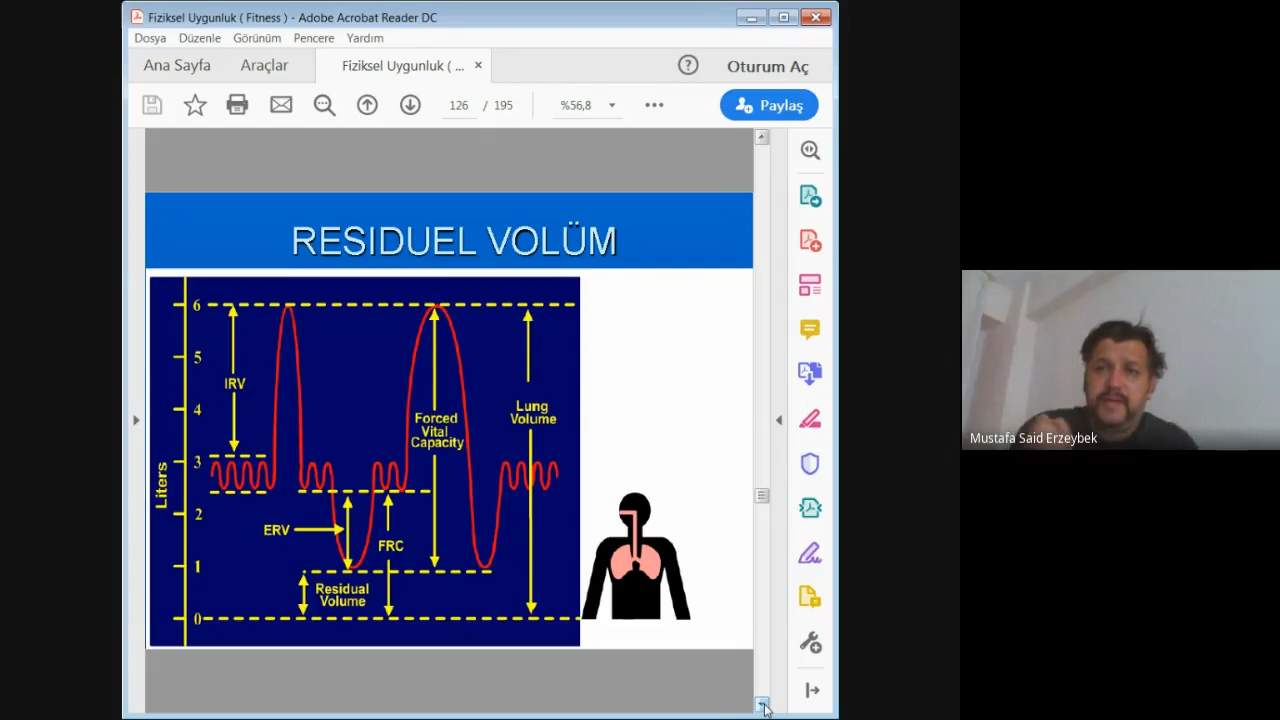 Fiziksel Uygunluk ( Fitness ) - Adobe Acrobat Reader DC
Dosya Düzenle Görünüm Pencere Yardım
Ana Sayfa Araçlar Fiziksel Uygunluk ( ... × ? Oturum Aç
126 / 195 %56,8 Paylaş
RESIDUEL VOLÜM
6
5
4
3
2
1
0
Liters
IRV
Forced
Vital
Capacity
Lung
Volume
ERV
FRC
Residual
Volume
Mustafa Said Erzeybek